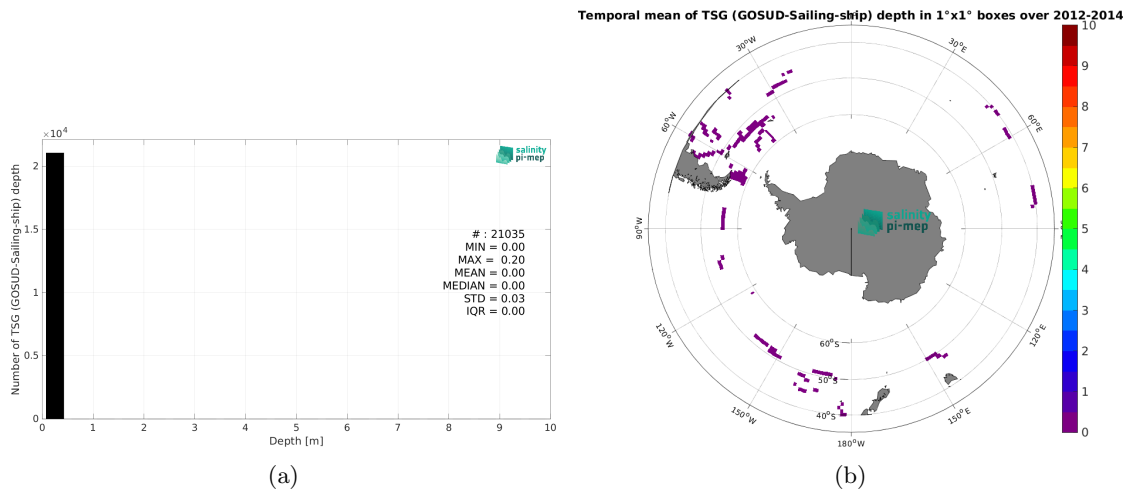 ×10⁴
2
1.5
1
0.5
0
Number of TSG (GOSUD-Sailing-ship) depth
0 1 2 3 4 5 6 7 8 9 10
Depth [m]
salinity
pi-mep
# : 21035
MIN = 0.00
MAX = 0.20
MEAN = 0.00
MEDIAN = 0.00
STD = 0.03
IQR = 0.00
(a)
Temporal mean of TSG (GOSUD-Sailing-ship) depth in 1°x1° boxes over 2012-2014
30°W
30°E
60°W
60°E
90°W
120°W
120°E
150°W
150°E
180°W
60°S
50°S
40°S
salinity
pi-mep
10
9
8
7
6
5
4
3
2
1
0
(b)